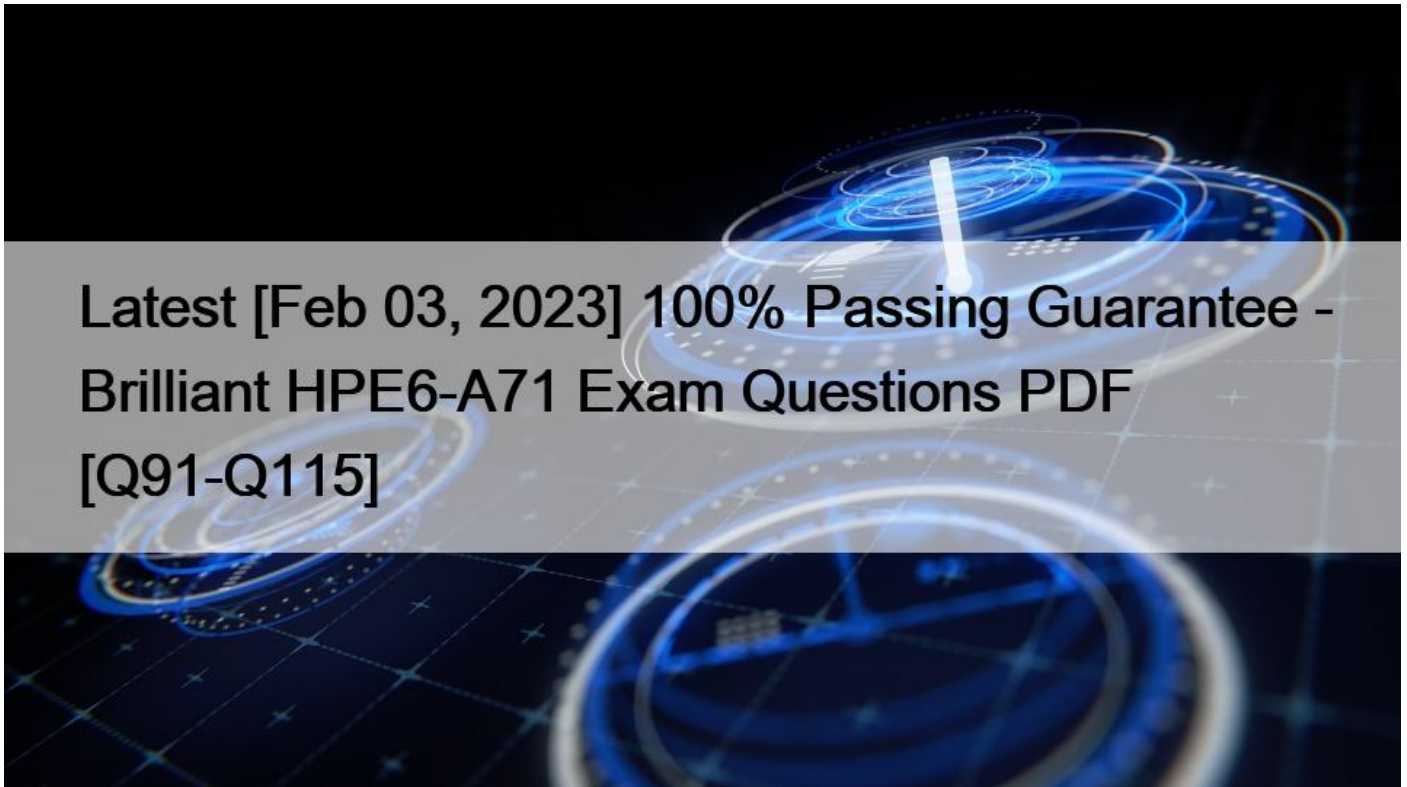 Latest [Feb 03, 2023] 100% Passing Guarantee -
Brilliant HPE6-A71 Exam Questions PDF
[Q91-Q115]